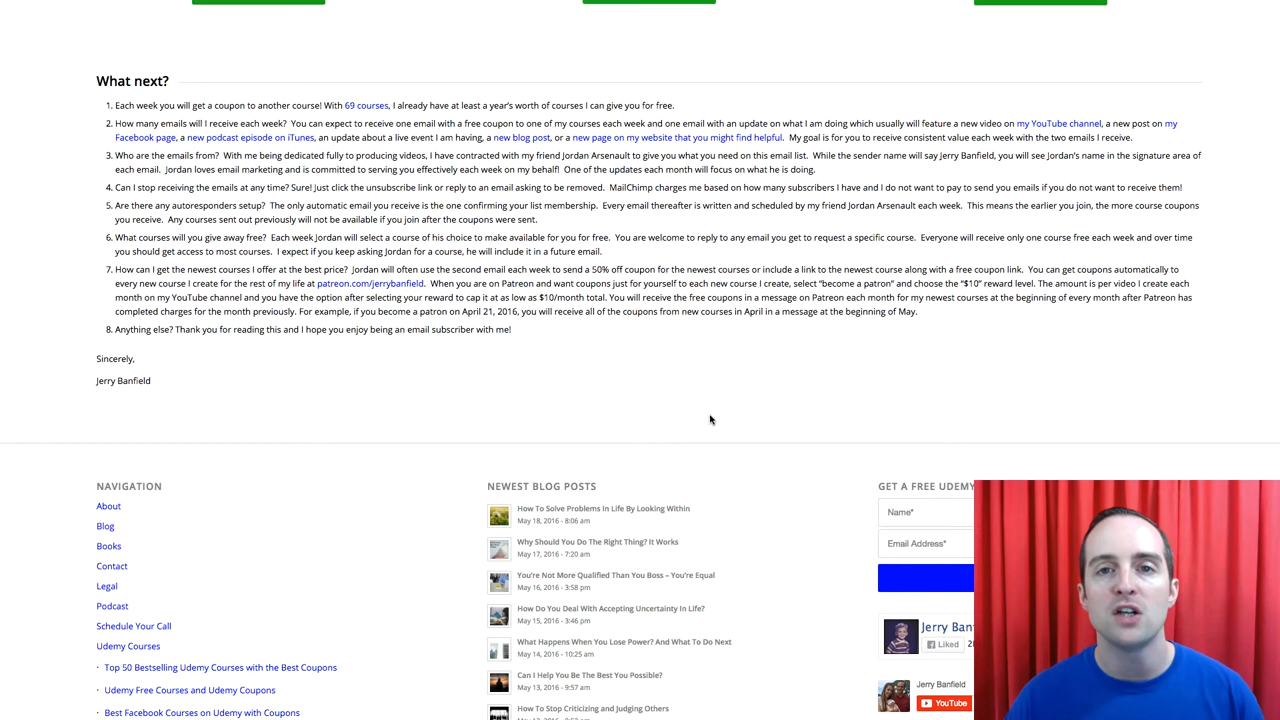 What next?
1. Each week you will get a coupon to another course! With 69 courses, I already have at least a year's worth of courses I can give you for free.
2. How many emails will I receive each week? You can expect to receive one email with a free coupon to one of my courses each week and one email with an update on what I am doing which usually will feature a new video on my YouTube channel, a new post on my
Facebook page, a new podcast episode on iTunes, an update about a live event I am having, a new blog post, or a new page on my website that you might find helpful. My goal is for you to receive consistent value each week with the two emails I receive.
3. Who are the emails from? With me being dedicated fully to producing videos, I have contracted with my friend Jordan Arsenault to give you what you need on this email list. While the sender name will say Jerry Banfield, you will see Jordan's name in the signature area of
each email. Jordan loves email marketing and is committed to serving you effectively each week on my behalf! One of the updates each month will focus on what he is doing.
4. Can I stop receiving the emails at any time? Sure! Just click the unsubscribe link or reply to an email asking to be removed. MailChimp charges me based on how many subscribers I have and I do not want to pay to send you emails if you do not want to receive them!
5. Are there any autoresponders setup? The only automatic email you receive is the one confirming your list membership. Every email thereafter is written and scheduled by my friend Jordan Arsenault each week. This means the earlier you join, the more course coupons
you receive. Any courses sent out previously will not be available if you join after the coupons were sent.
6. What courses will you give away free? Each week Jordan will select a course of his choice to make available for you for free. You are welcome to reply to any email you get to request a specific course. Everyone will receive only one course free each week and over time
you should get access to most courses. I expect if you keep asking Jordan for a course, he will include it in a future email.
7. How can I get the newest courses I offer at the best price? Jordan will often use the second email each week to send a 50% off coupon for the newest courses or include a link to the newest course along with a free coupon link. You can get coupons automatically to
every new course I create for the rest of my life at patreon.com/jerrybanfield. When you are on Patreon and want coupons just for yourself to each new course I create, select "become a patron" and choose the "$10" reward level. The amount is per video I create each
month on my YouTube channel and you have the option after selecting your reward to cap it at as low as $10/month total. You will receive the free coupons in a message on Patreon each month for my newest courses at the beginning of every month after Patreon has
completed charges for the month previously. For example, if you become a patron on April 21, 2016, you will receive all of the coupons from new courses in April in a message at the beginning of May.
8. Anything else? Thank you for reading this and I hope you enjoy being an email subscriber with me!
Sincerely,
Jerry Banfield
NAVIGATION
About
Blog
Books
Contact
Legal
Podcast
Schedule Your Call
Udemy Courses
· Top 50 Bestselling Udemy Courses with the Best Coupons
· Udemy Free Courses and Udemy Coupons
· Best Facebook Courses on Udemy with Coupons
NEWEST BLOG POSTS
How To Solve Problems In Life By Looking Within
May 18, 2016 - 8:06 am
Why Should You Do The Right Thing? It Works
May 17, 2016 - 7:20 am
You're Not More Qualified Than You Boss – You're Equal
May 16, 2016 - 3:58 pm
How Do You Deal With Accepting Uncertainty In Life?
May 15, 2016 - 3:46 pm
What Happens When You Lose Power? And What To Do Next
May 14, 2016 - 10:25 am
Can I Help You Be The Best You Possible?
May 13, 2016 - 9:57 am
How To Stop Criticizing and Judging Others
GET A FREE UDEMY
Name*
Email Address*
Jerry Ban
Liked
Jerry Banfield
YouTube